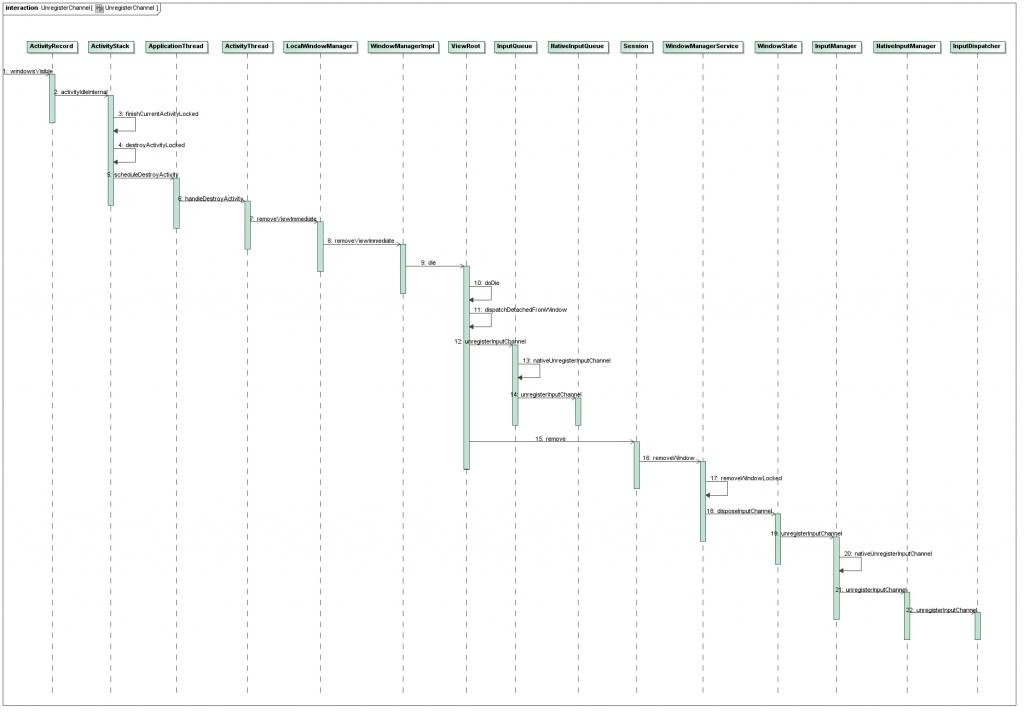 interaction UnregisterChannel[ UnregisterChannel ]
ActivityRecord
ActivityStack
ApplicationThread
ActivityThread
LocalWindowManager
WindowManagerImpl
ViewRoot
InputQueue
NativeInputQueue
Session
WindowManagerService
WindowState
InputManager
NativeInputManager
InputDispatcher
1: windowsVisible
2: activityIdleInternal
3: finishCurrentActivityLocked
4: destroyActivityLocked
5: scheduleDestroyActivity
6: handleDestroyActivity
7: removeViewImmediate
8: removeViewImmediate
9: die
10: doDie
11: dispatchDetachedFromWindow
12: unregisterInputChannel
13: nativeUnregisterInputChannel
14: unregisterInputChannel
15: remove
16: removeWindow
17: removeWindowLocked
18: disposeInputChannel
19: unregisterInputChannel
20: nativeUnregisterInputChannel
21: unregisterInputChannel
22: unregisterInputChannel